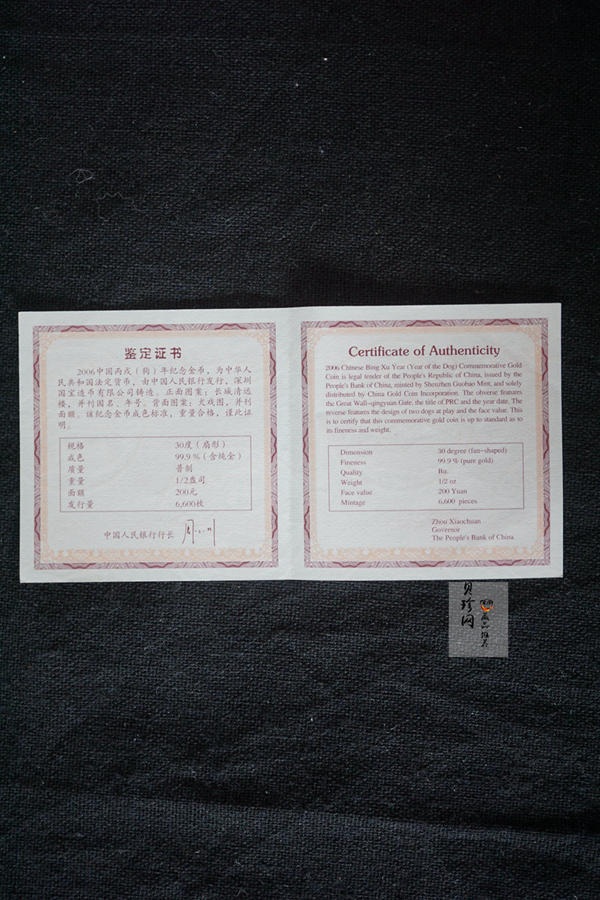 鉴定证书
2006中国丙戌（狗）年纪念金币，为中华人
民共和国法定货币，由中国人民银行发行，深圳
国宝造币有限公司铸造。正面图案：长城清远
楼，并刊国名、年号。背面图案：犬戏图，并刊
面额。该纪念金币成色标准，重量合格，谨此证
明。
规格 30度（扇形）
成色 99.9%（含纯金）
质量 普制
重量 1/2盎司
面额 200元
发行量 6,600枚
中国人民银行行长
Certificate of Authenticity
2006 Chinese Bing Xu Year (Year of the Dog) Commemorative Gold
Coin is legal tender of the People's Republic of China, issued by the
People's Bank of China, minted by Shenzhen Guobao Mint, and solely
distributed by China Gold Coin Incorporation. The obverse features
the Great Wall-qingyuan Gate, the title of PRC and the year date. The
reverse features the design of two dogs at play and the face value. This
is to certify that this commemorative gold coin is up to standard as to
its fineness and weight.
Dimension 30 degree (fan-shaped)
Fineness 99.9% (pure gold)
Quality Bu.
Weight 1/2 oz
Face value 200 Yuan
Mintage 6,600 pieces
Zhou Xiaochuan
Governor
The People's Bank of China
贝珍网
藏品雅美